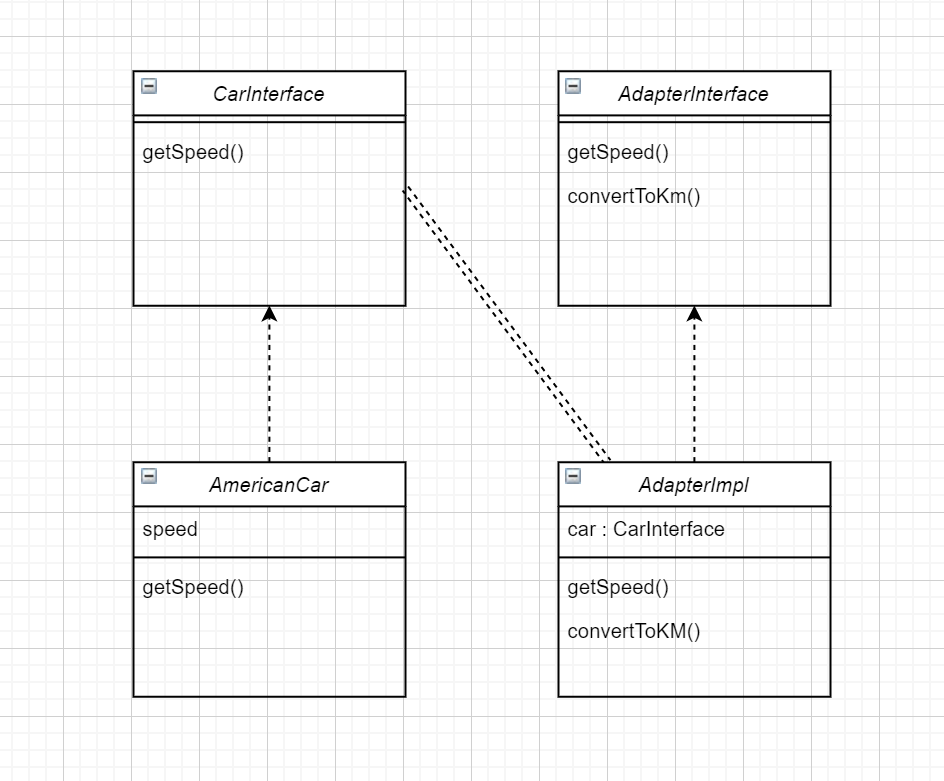 CarInterface
getSpeed()
AdapterInterface
getSpeed()
convertToKm()
AmericanCar
speed
getSpeed()
AdapterImpl
car : CarInterface
getSpeed()
convertToKM()